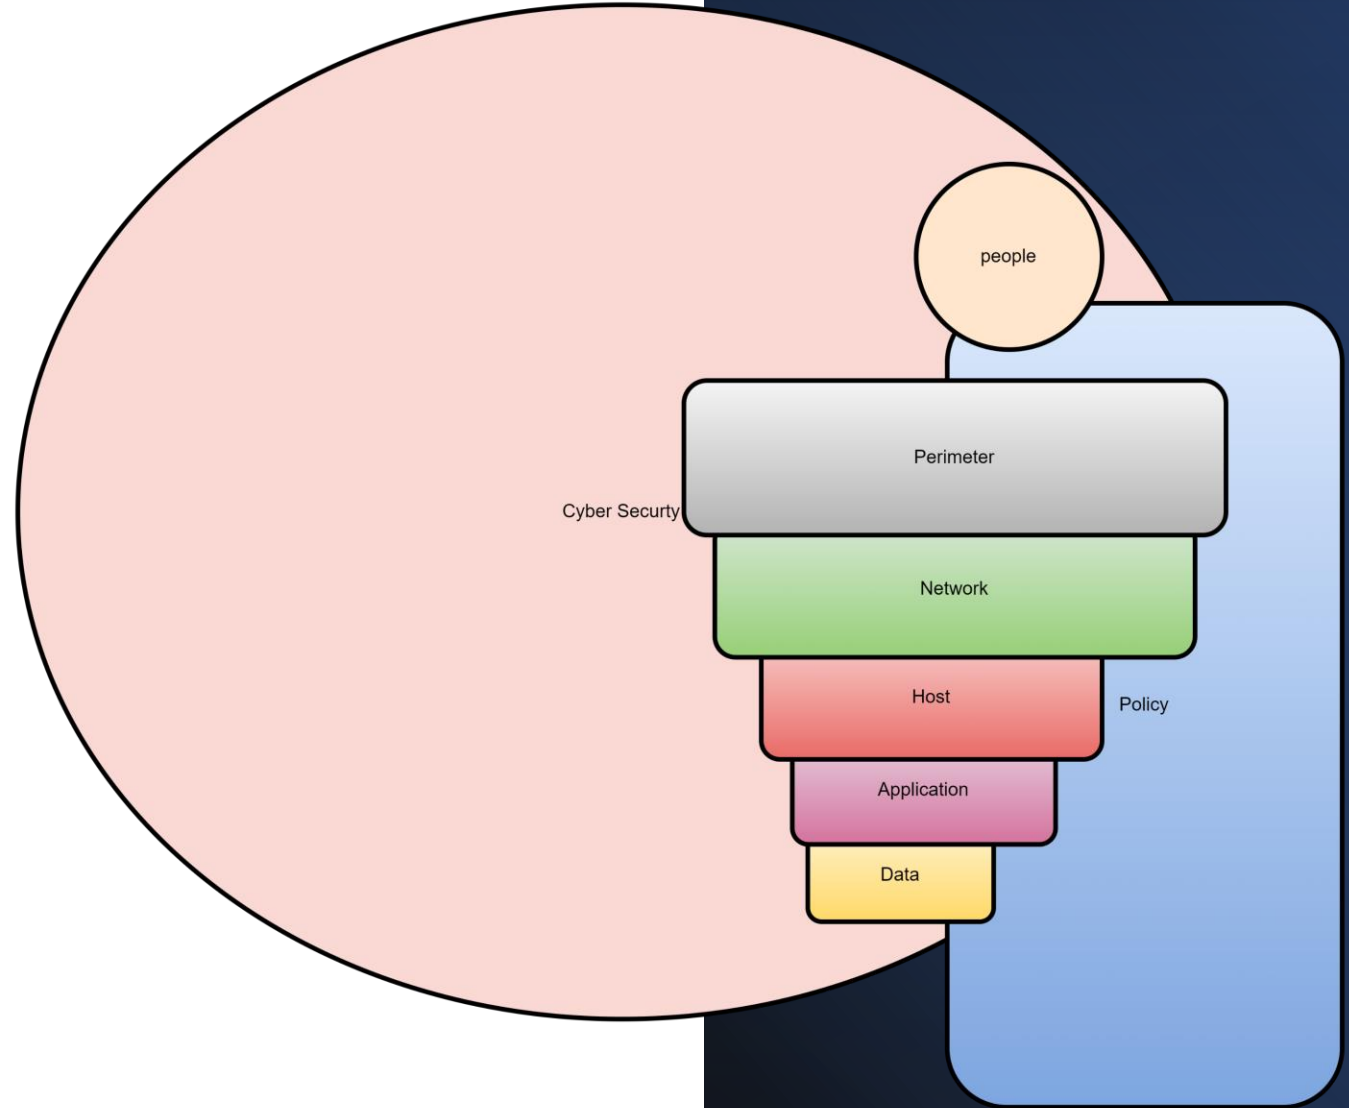 people
Perimeter
Cyber Securty
Network
Host
Policy
Application
Data